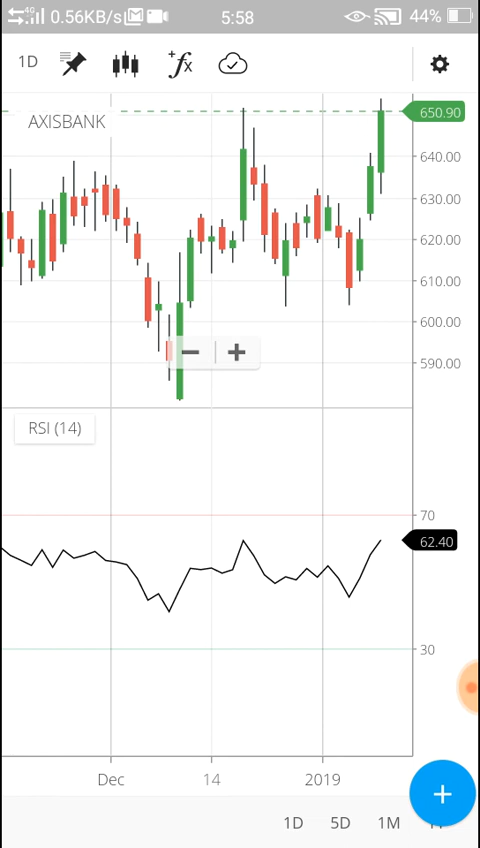 4G 0.56KB/s 5:58 44%
1D
AXISBANK
650.90
640.00
630.00
620.00
610.00
600.00
590.00
RSI (14)
70
62.40
30
Dec 14 2019
1D 5D 1M